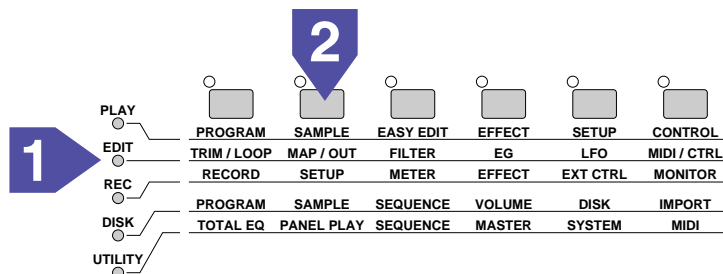 2
PLAY
PROGRAM SAMPLE EASY EDIT EFFECT SETUP CONTROL
1
EDIT
TRIM / LOOP MAP / OUT FILTER EG LFO MIDI / CTRL
REC
RECORD SETUP METER EFFECT EXT CTRL MONITOR
DISK
PROGRAM SAMPLE SEQUENCE VOLUME DISK IMPORT
UTILITY
TOTAL EQ PANEL PLAY SEQUENCE MASTER SYSTEM MIDI